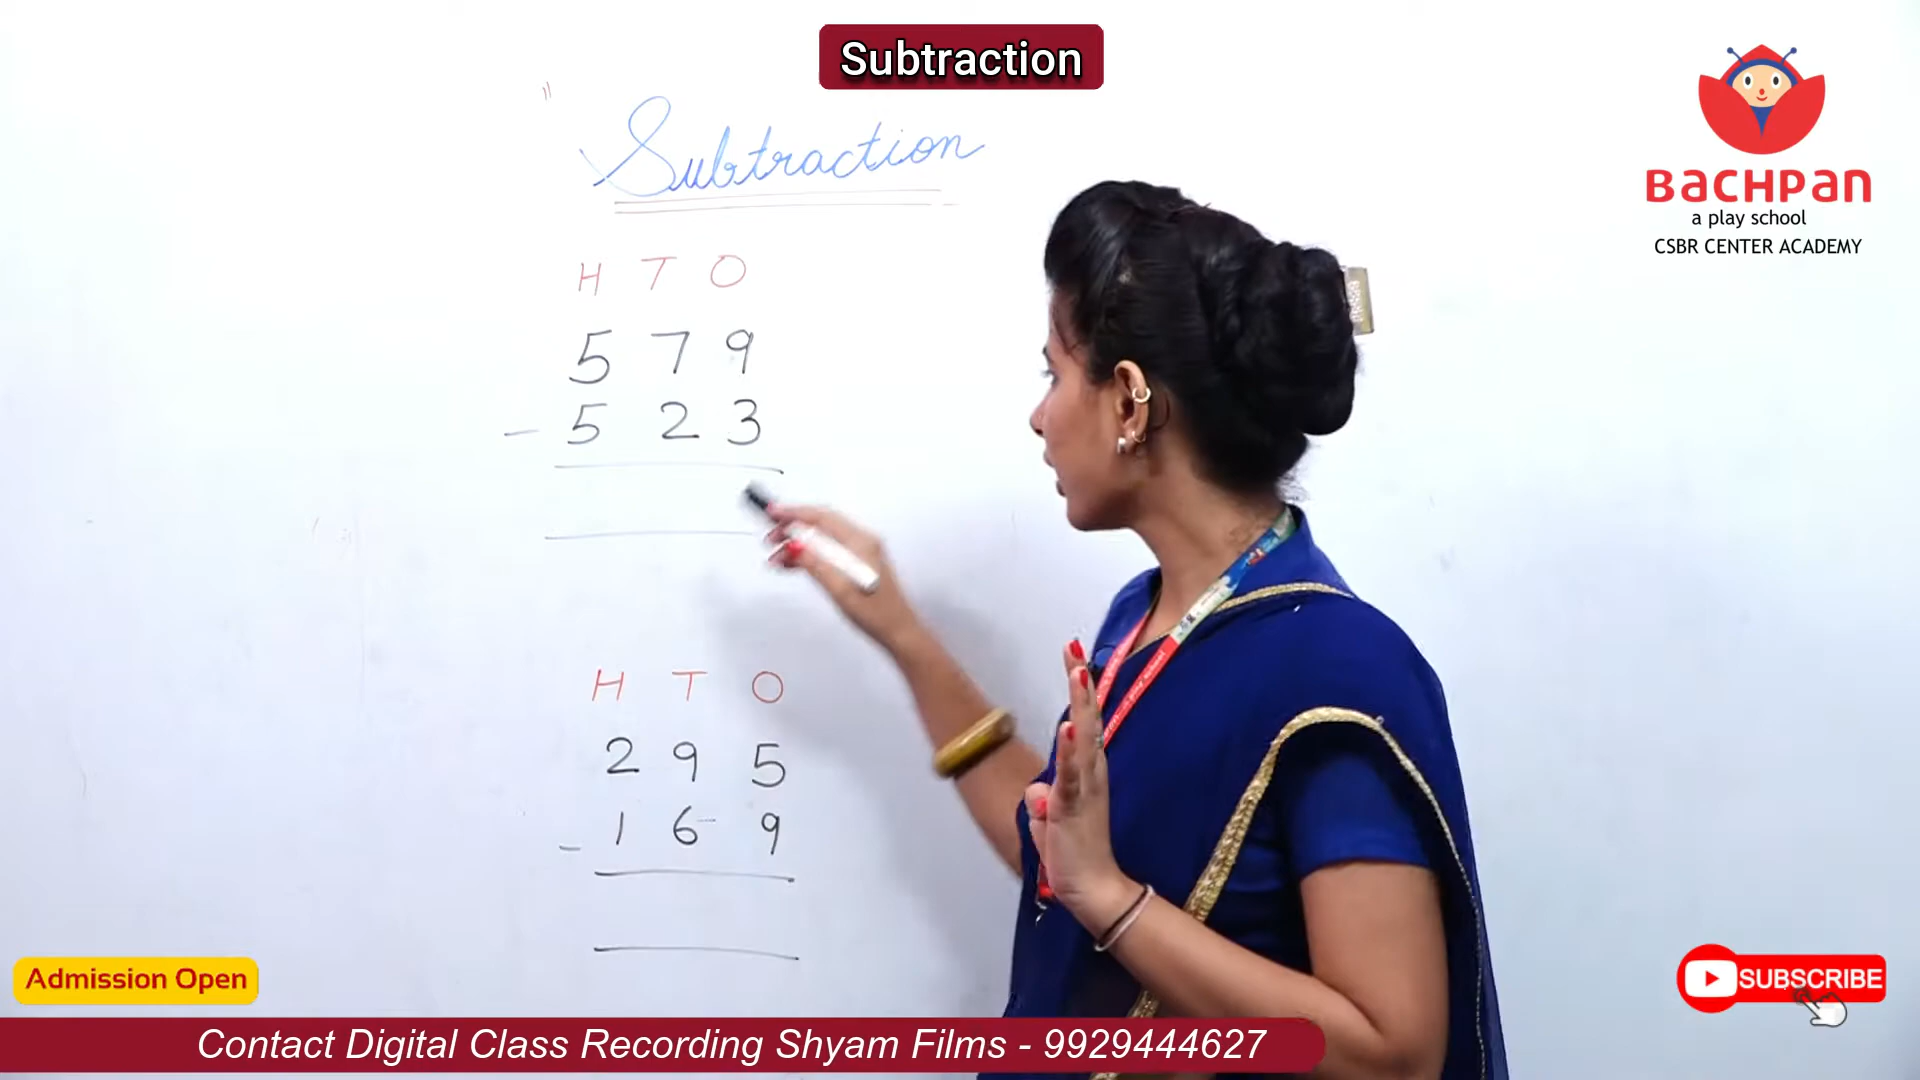 Subtraction
Subtraction
H T O
5 7 9
- 5 2 3
H T O
2 9 5
- 1 6 9
BACHPAN
a play school
CSBR CENTER ACADEMY
Admission Open
SUBSCRIBE
Contact Digital Class Recording Shyam Films - 9929444627